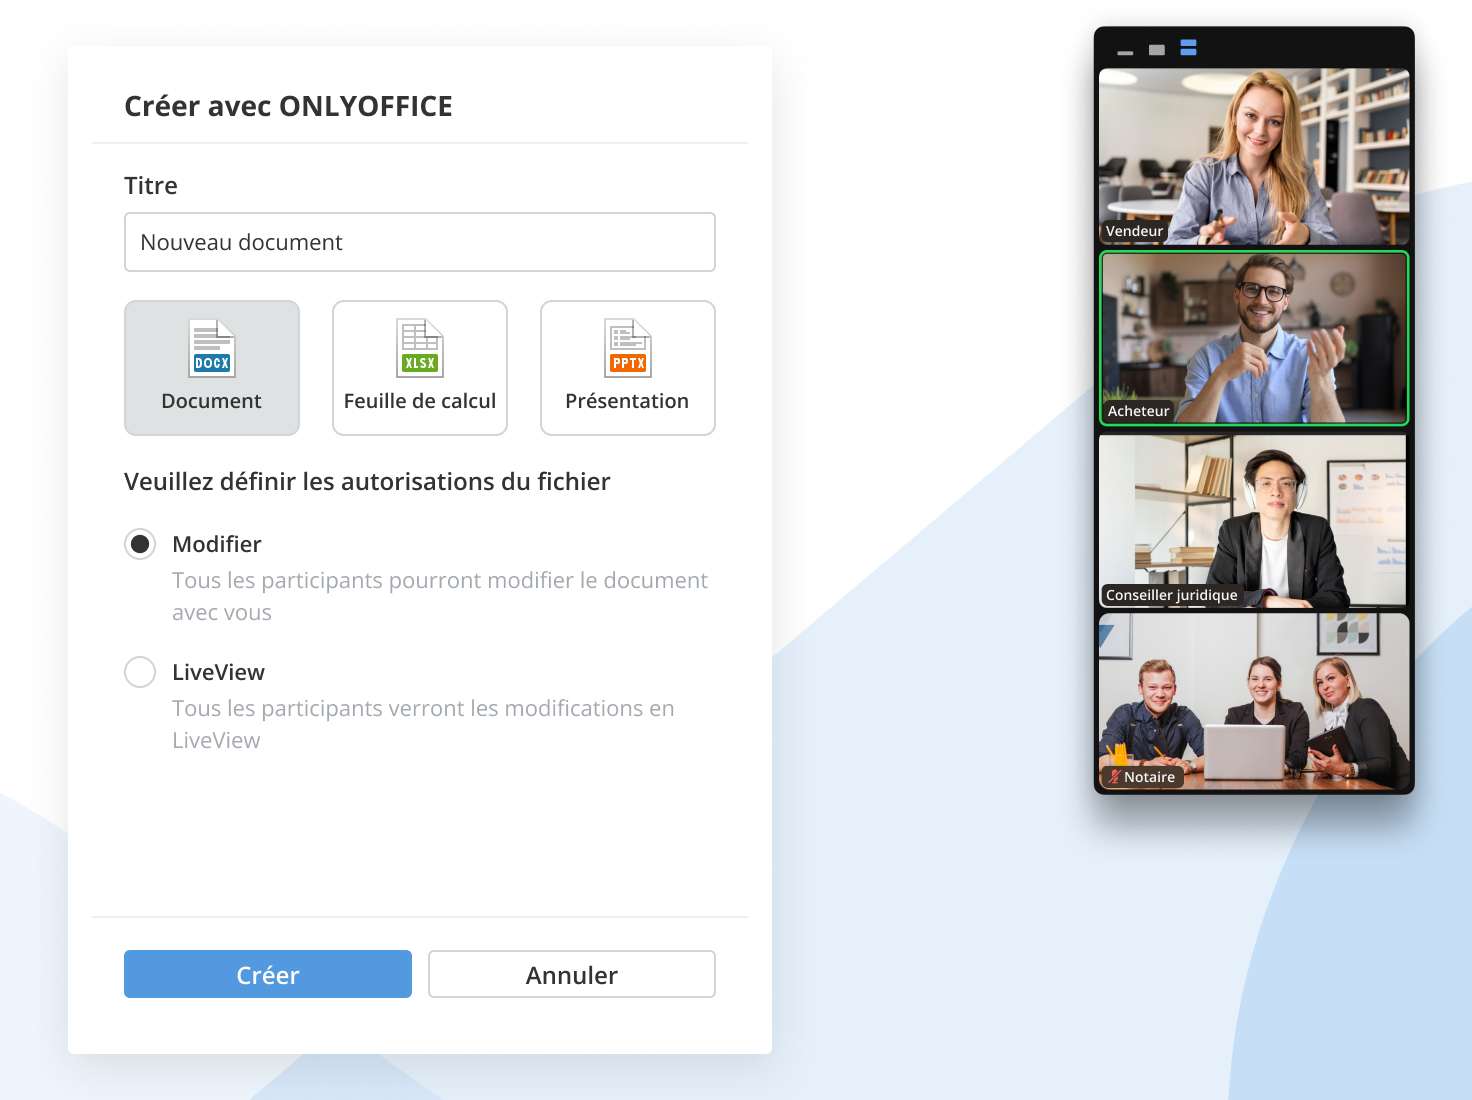 Créer avec ONLYOFFICE
Titre
Nouveau document
DOCX
Document
XLSX
Feuille de calcul
PPTX
Présentation
Veuillez définir les autorisations du fichier
Modifier
Tous les participants pourront modifier le document
avec vous
LiveView
Tous les participants verront les modifications en
LiveView
Créer
Annuler
Vendeur
Acheteur
Conseiller juridique
Notaire